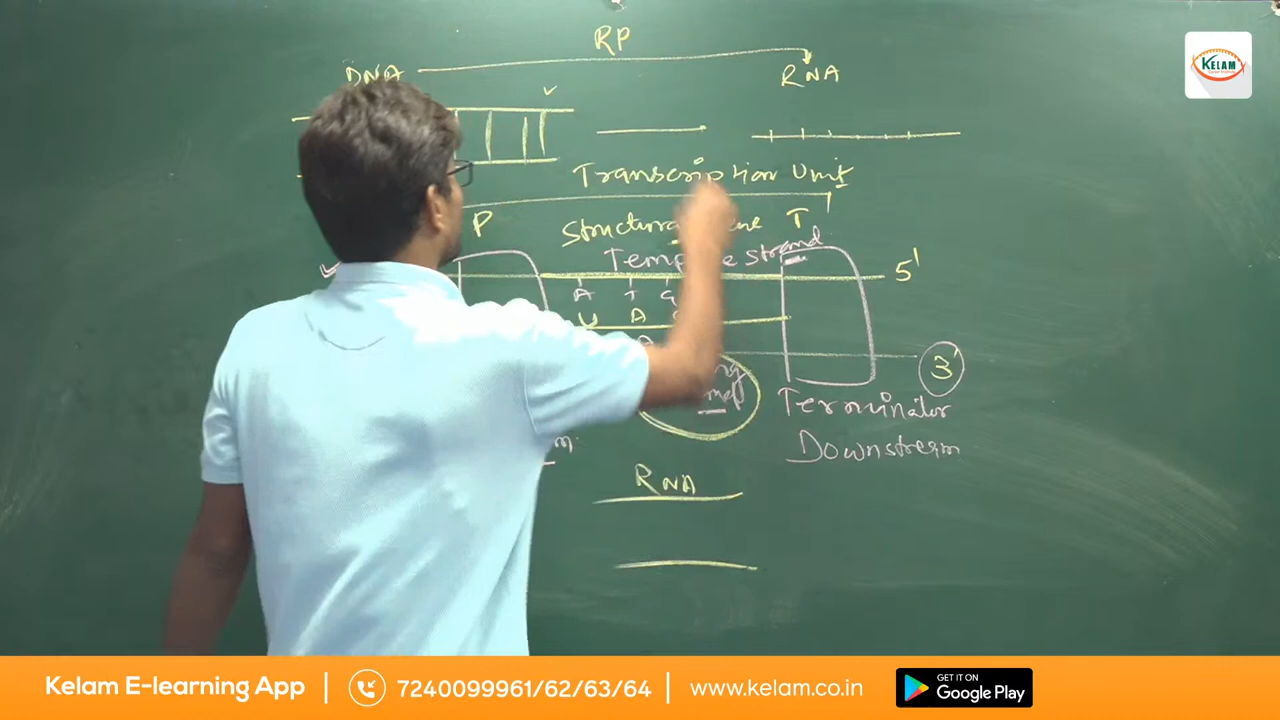 RP
DNA
RNA
KELAM
Transcription Unit
P
T
Template strand
5'
A T
U A
3'
Terminator
Downstream
RNA
Kelam E-learning App
7240099961/62/63/64
www.kelam.co.in
GET IT ON
Google Play